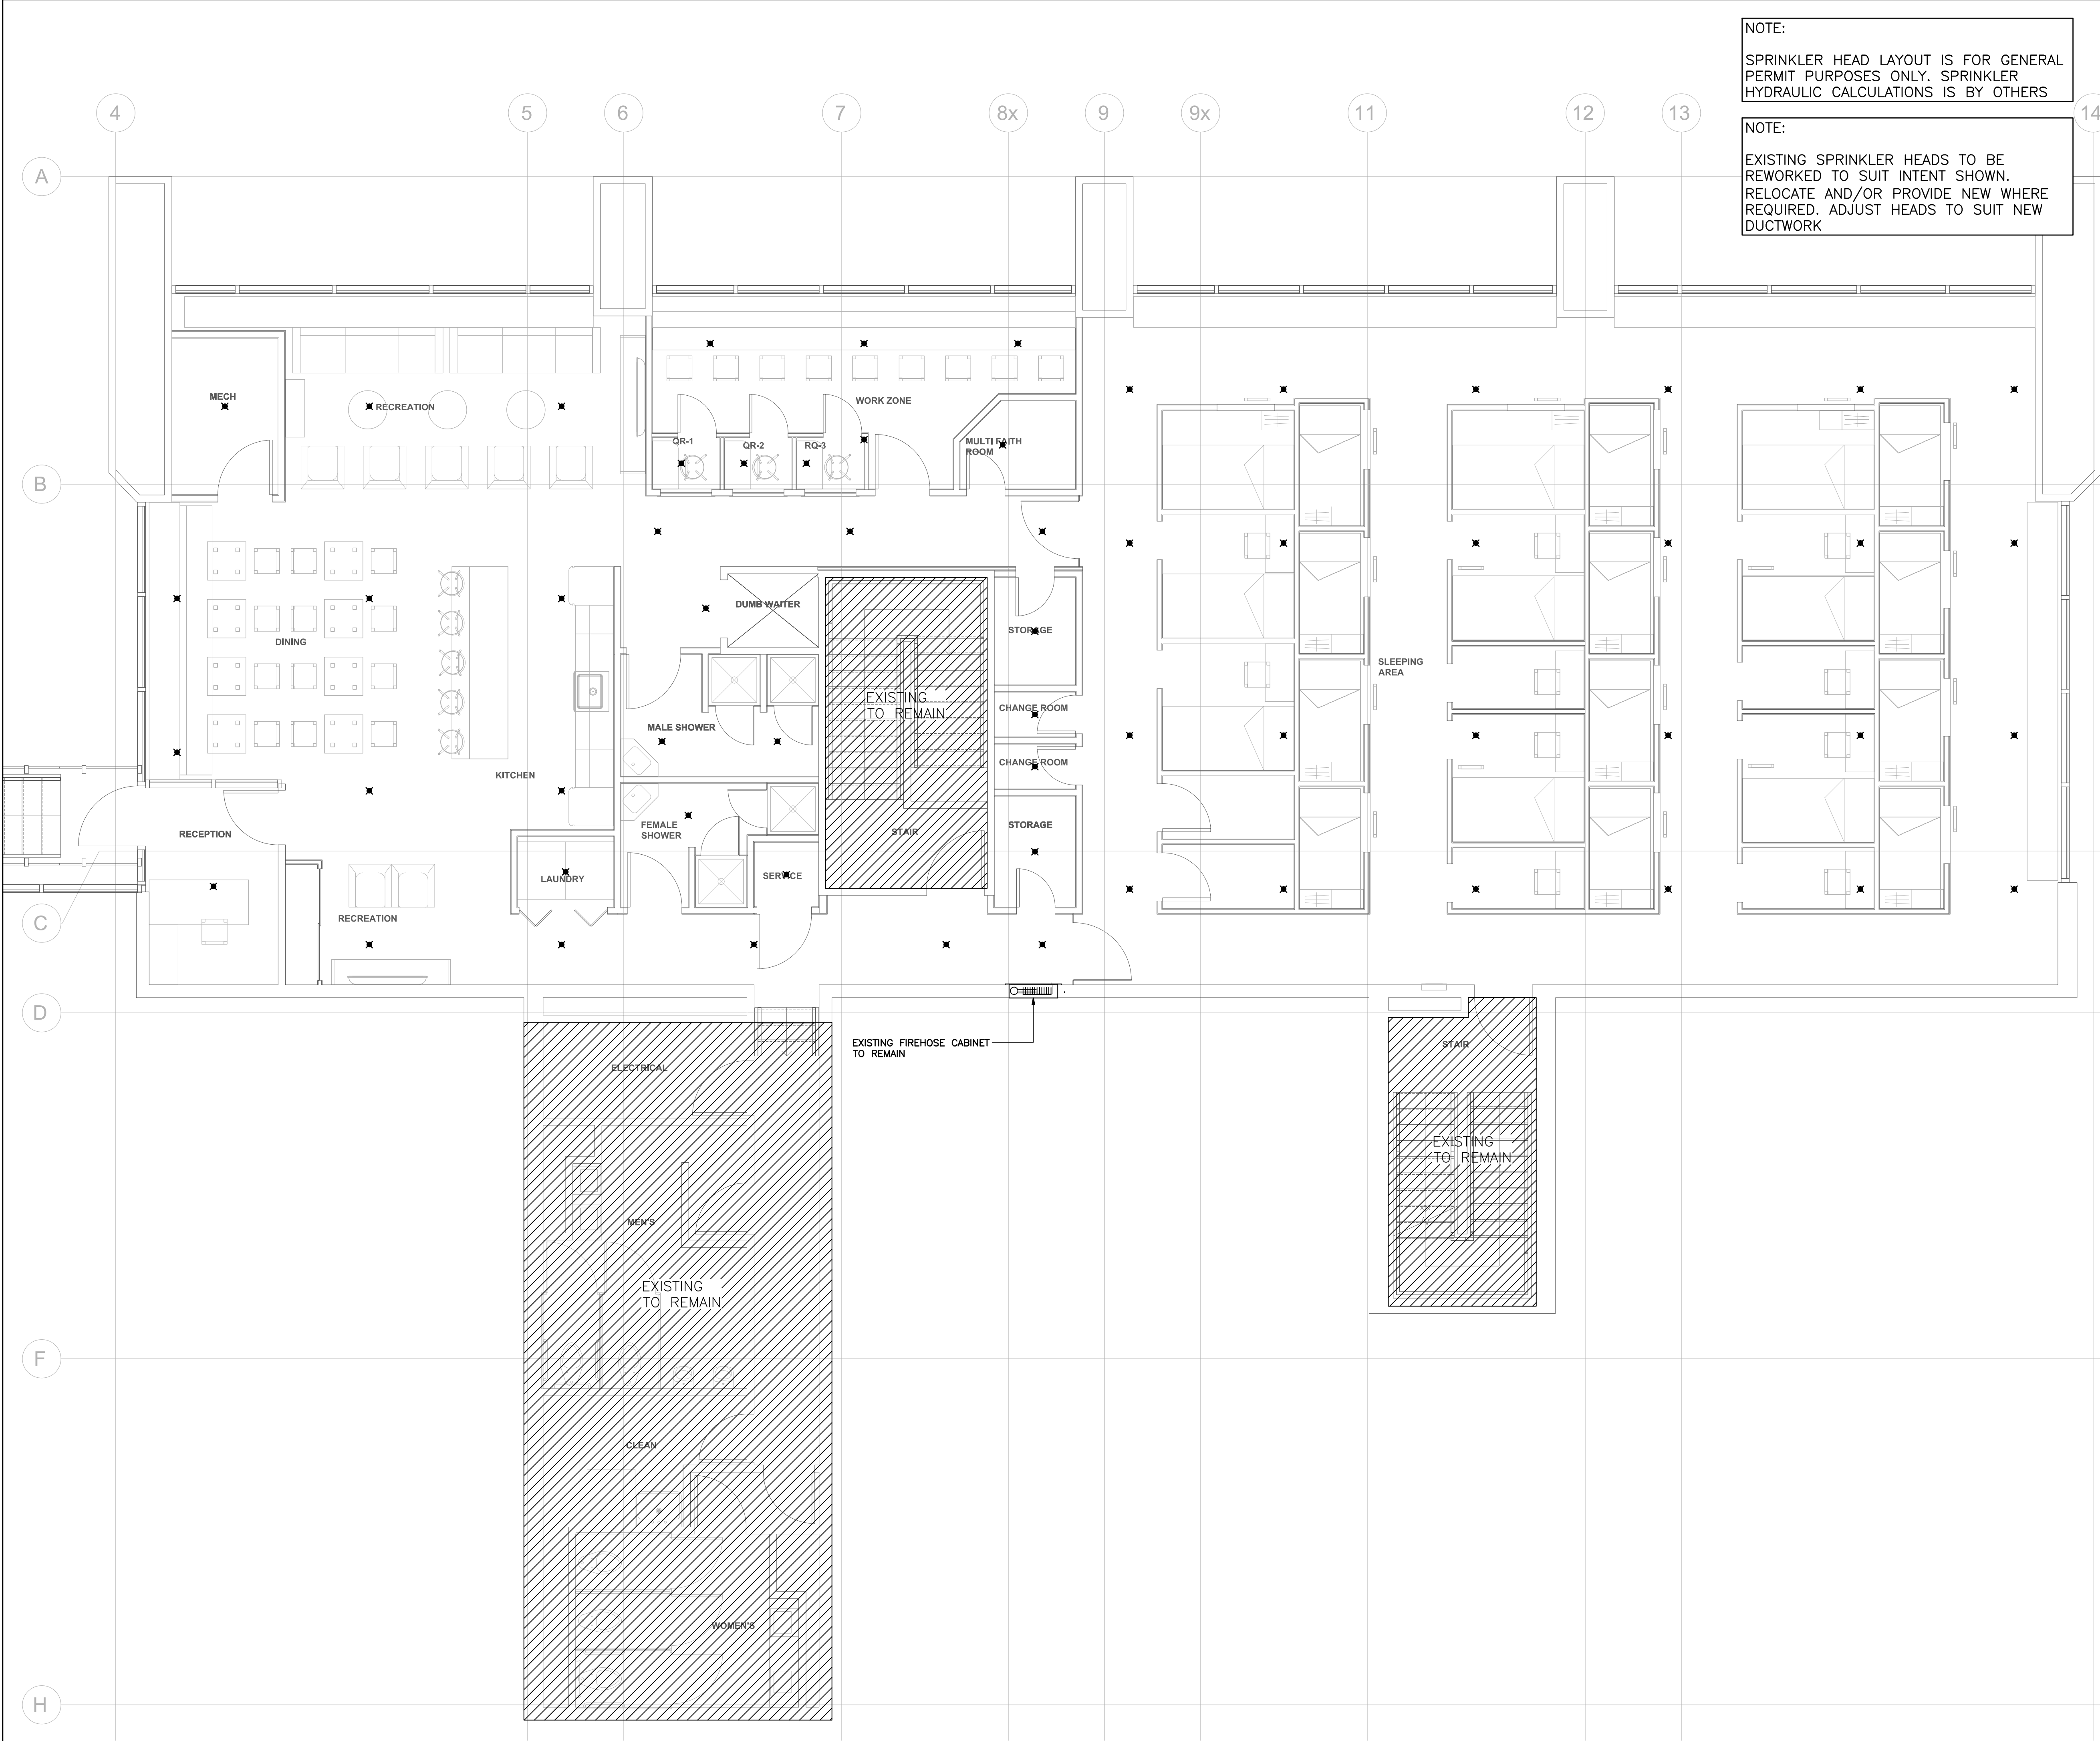 NOTE:
SPRINKLER HEAD LAYOUT IS FOR GENERAL
PERMIT PURPOSES ONLY. SPRINKLER
HYDRAULIC CALCULATIONS IS BY OTHERS
NOTE:
EXISTING SPRINKLER HEADS TO BE
REWORKED TO SUIT INTENT SHOWN.
RELOCATE AND/OR PROVIDE NEW WHERE
REQUIRED. ADJUST HEADS TO SUIT NEW
DUCTWORK
4
5
6
7
8x
9
9x
11
12
13
14
A
B
C
D
F
H
MECH
RECREATION
WORK ZONE
QR-1
QR-2
RQ-3
MULTI FAITH
ROOM
DUMB WAITER
DINING
STORAGE
SLEEPING
AREA
EXISTING
TO REMAIN
CHANGE ROOM
MALE SHOWER
KITCHEN
CHANGE ROOM
RECEPTION
FEMALE
SHOWER
STAIR
STORAGE
LAUNDRY
SERVICE
RECREATION
EXISTING FIREHOSE CABINET
TO REMAIN
STAIR
ELECTRICAL
EXISTING
TO REMAIN
MEN'S
EXISTING
TO REMAIN
CLEAN
WOMEN'S